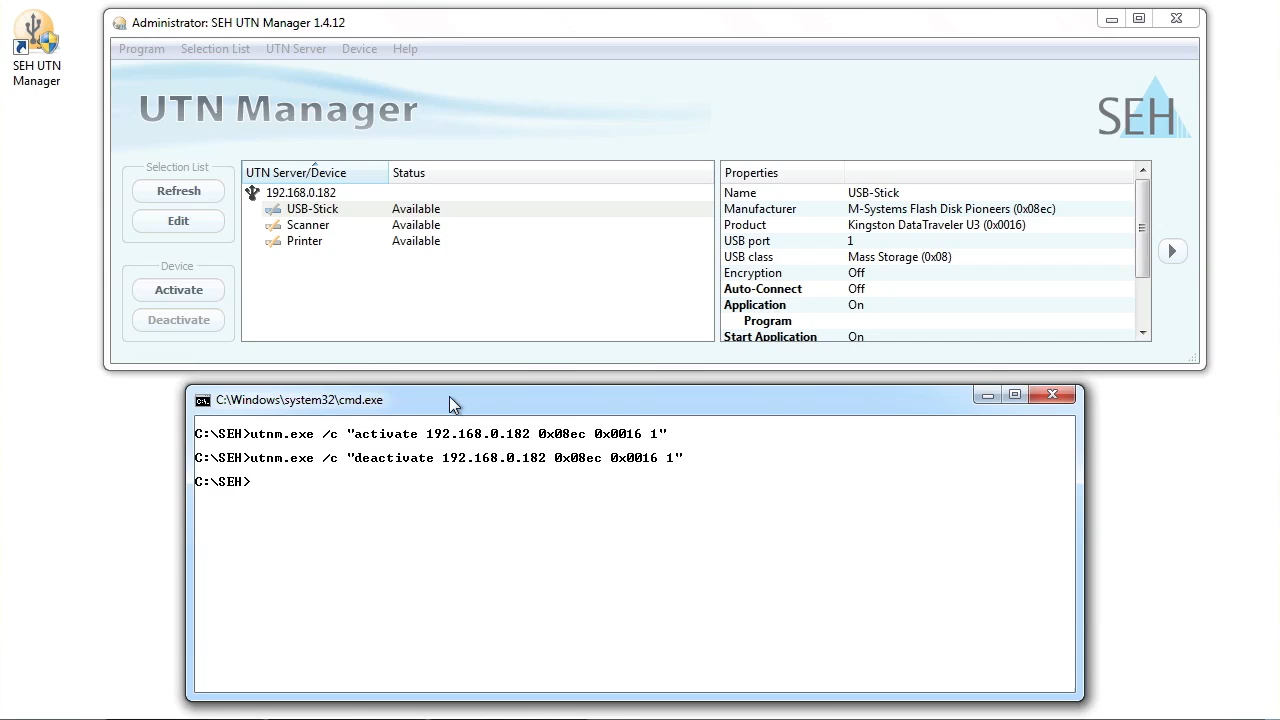 SEH UTN
Manager
Administrator: SEH UTN Manager 1.4.12
Program Selection List UTN Server Device Help
UTN Manager
SEH
Selection List
Refresh
Edit
Device
Activate
Deactivate
UTN Server/Device Status
192.168.0.182
USB-Stick Available
Scanner Available
Printer Available
Properties
Name USB-Stick
Manufacturer M-Systems Flash Disk Pioneers (0x08ec)
Product Kingston DataTraveler U3 (0x0016)
USB port 1
USB class Mass Storage (0x08)
Encryption Off
Auto-Connect Off
Application On
Program
Start Application On
C:\Windows\system32\cmd.exe
C:\SEH>utnm.exe /c "activate 192.168.0.182 0x08ec 0x0016 1"
C:\SEH>utnm.exe /c "deactivate 192.168.0.182 0x08ec 0x0016 1"
C:\SEH>